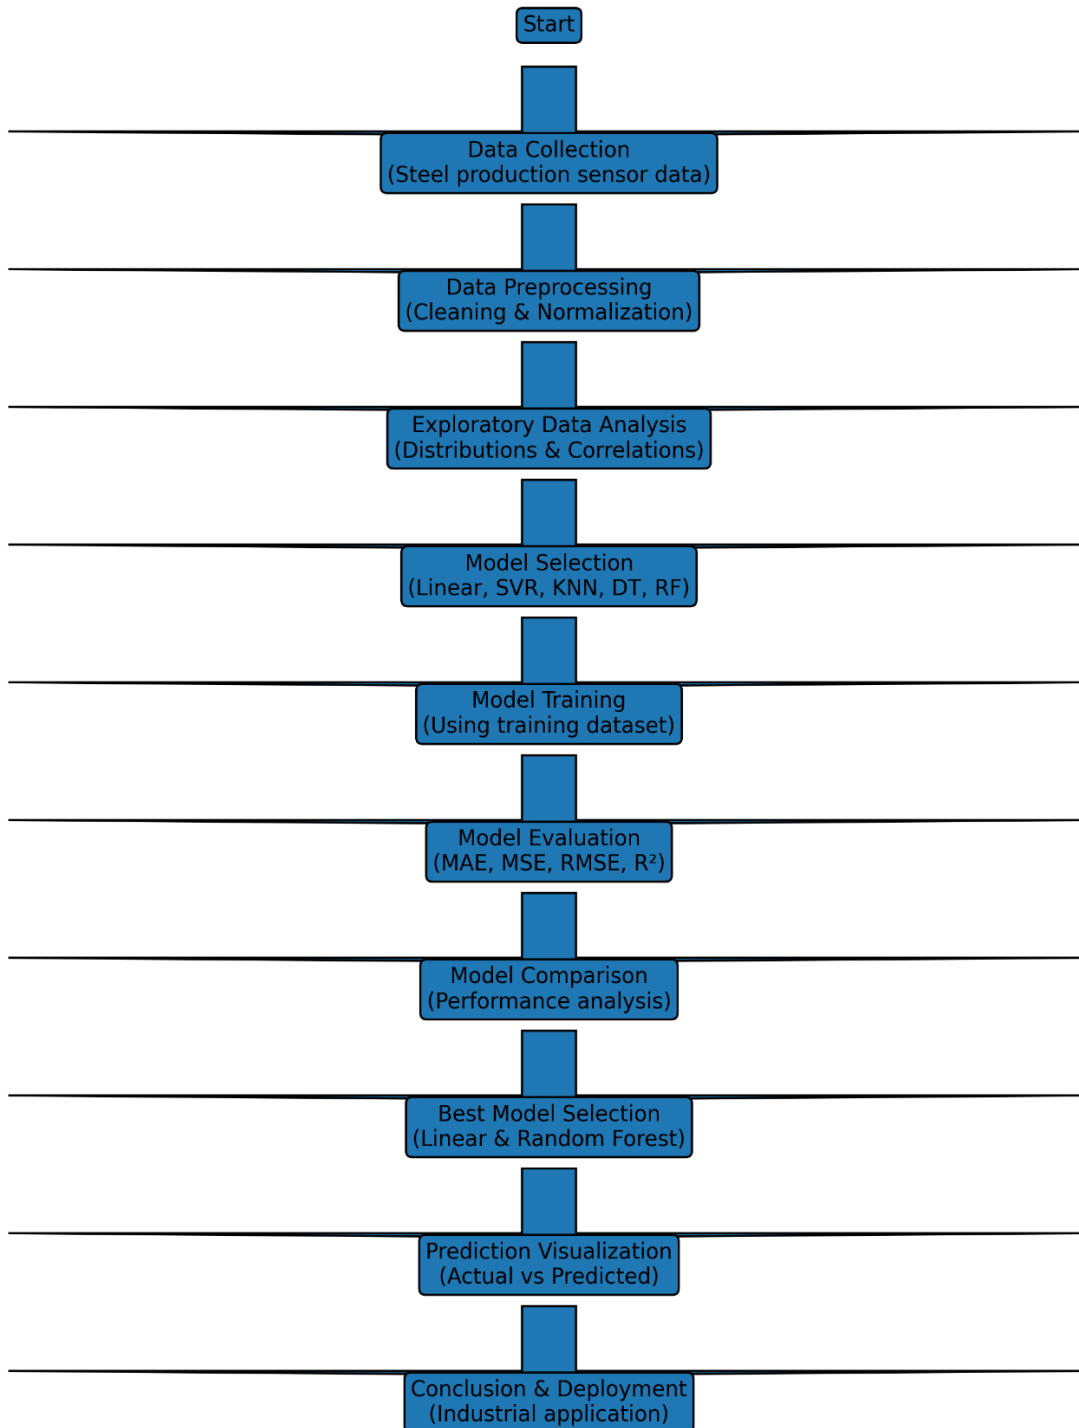 Start
Data Collection
(Steel production sensor data)
Data Preprocessing
(Cleaning & Normalization)
Exploratory Data Analysis
(Distributions & Correlations)
Model Selection
(Linear, SVR, KNN, DT, RF)
Model Training
(Using training dataset)
Model Evaluation
(MAE, MSE, RMSE, R²)
Model Comparison
(Performance analysis)
Best Model Selection
(Linear & Random Forest)
Prediction Visualization
(Actual vs Predicted)
Conclusion & Deployment
(Industrial application)